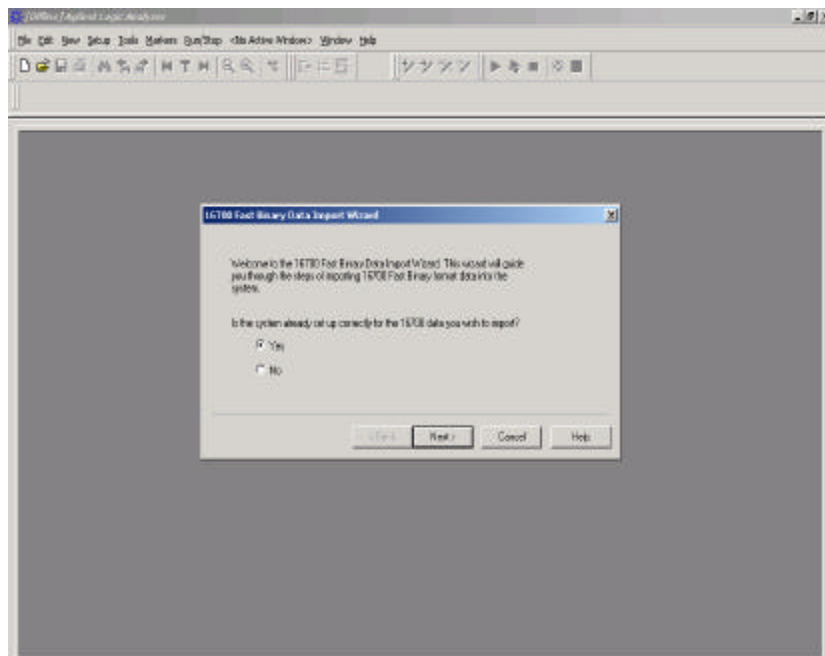 [Offline] Agilent Logic Analyzer
File Edit View Setup Tools Markers Run/Stop <No Active Window> Window Help
16700 Fast Binary Data Import Wizard
Welcome to the 16700 Fast Binary Data Import Wizard. This wizard will guide
you through the steps of importing 16700 Fast Binary format data into the
system.
Is the system already set up correctly for the 16700 data you wish to import?
Yes
No
< Back Next > Cancel Help